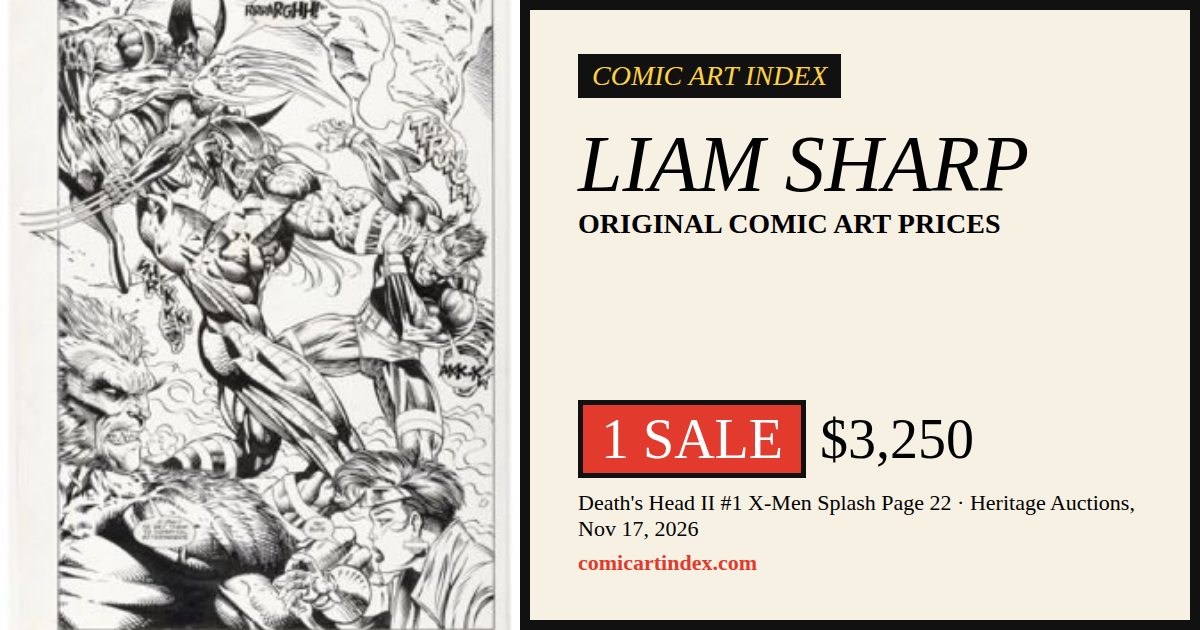 RRRARGHH!
COMIC ART INDEX
LIAM SHARP
ORIGINAL COMIC ART PRICES
1 SALE $3,250
Death's Head II #1 X-Men Splash Page 22 · Heritage Auctions,
Nov 17, 2026
comicartindex.com